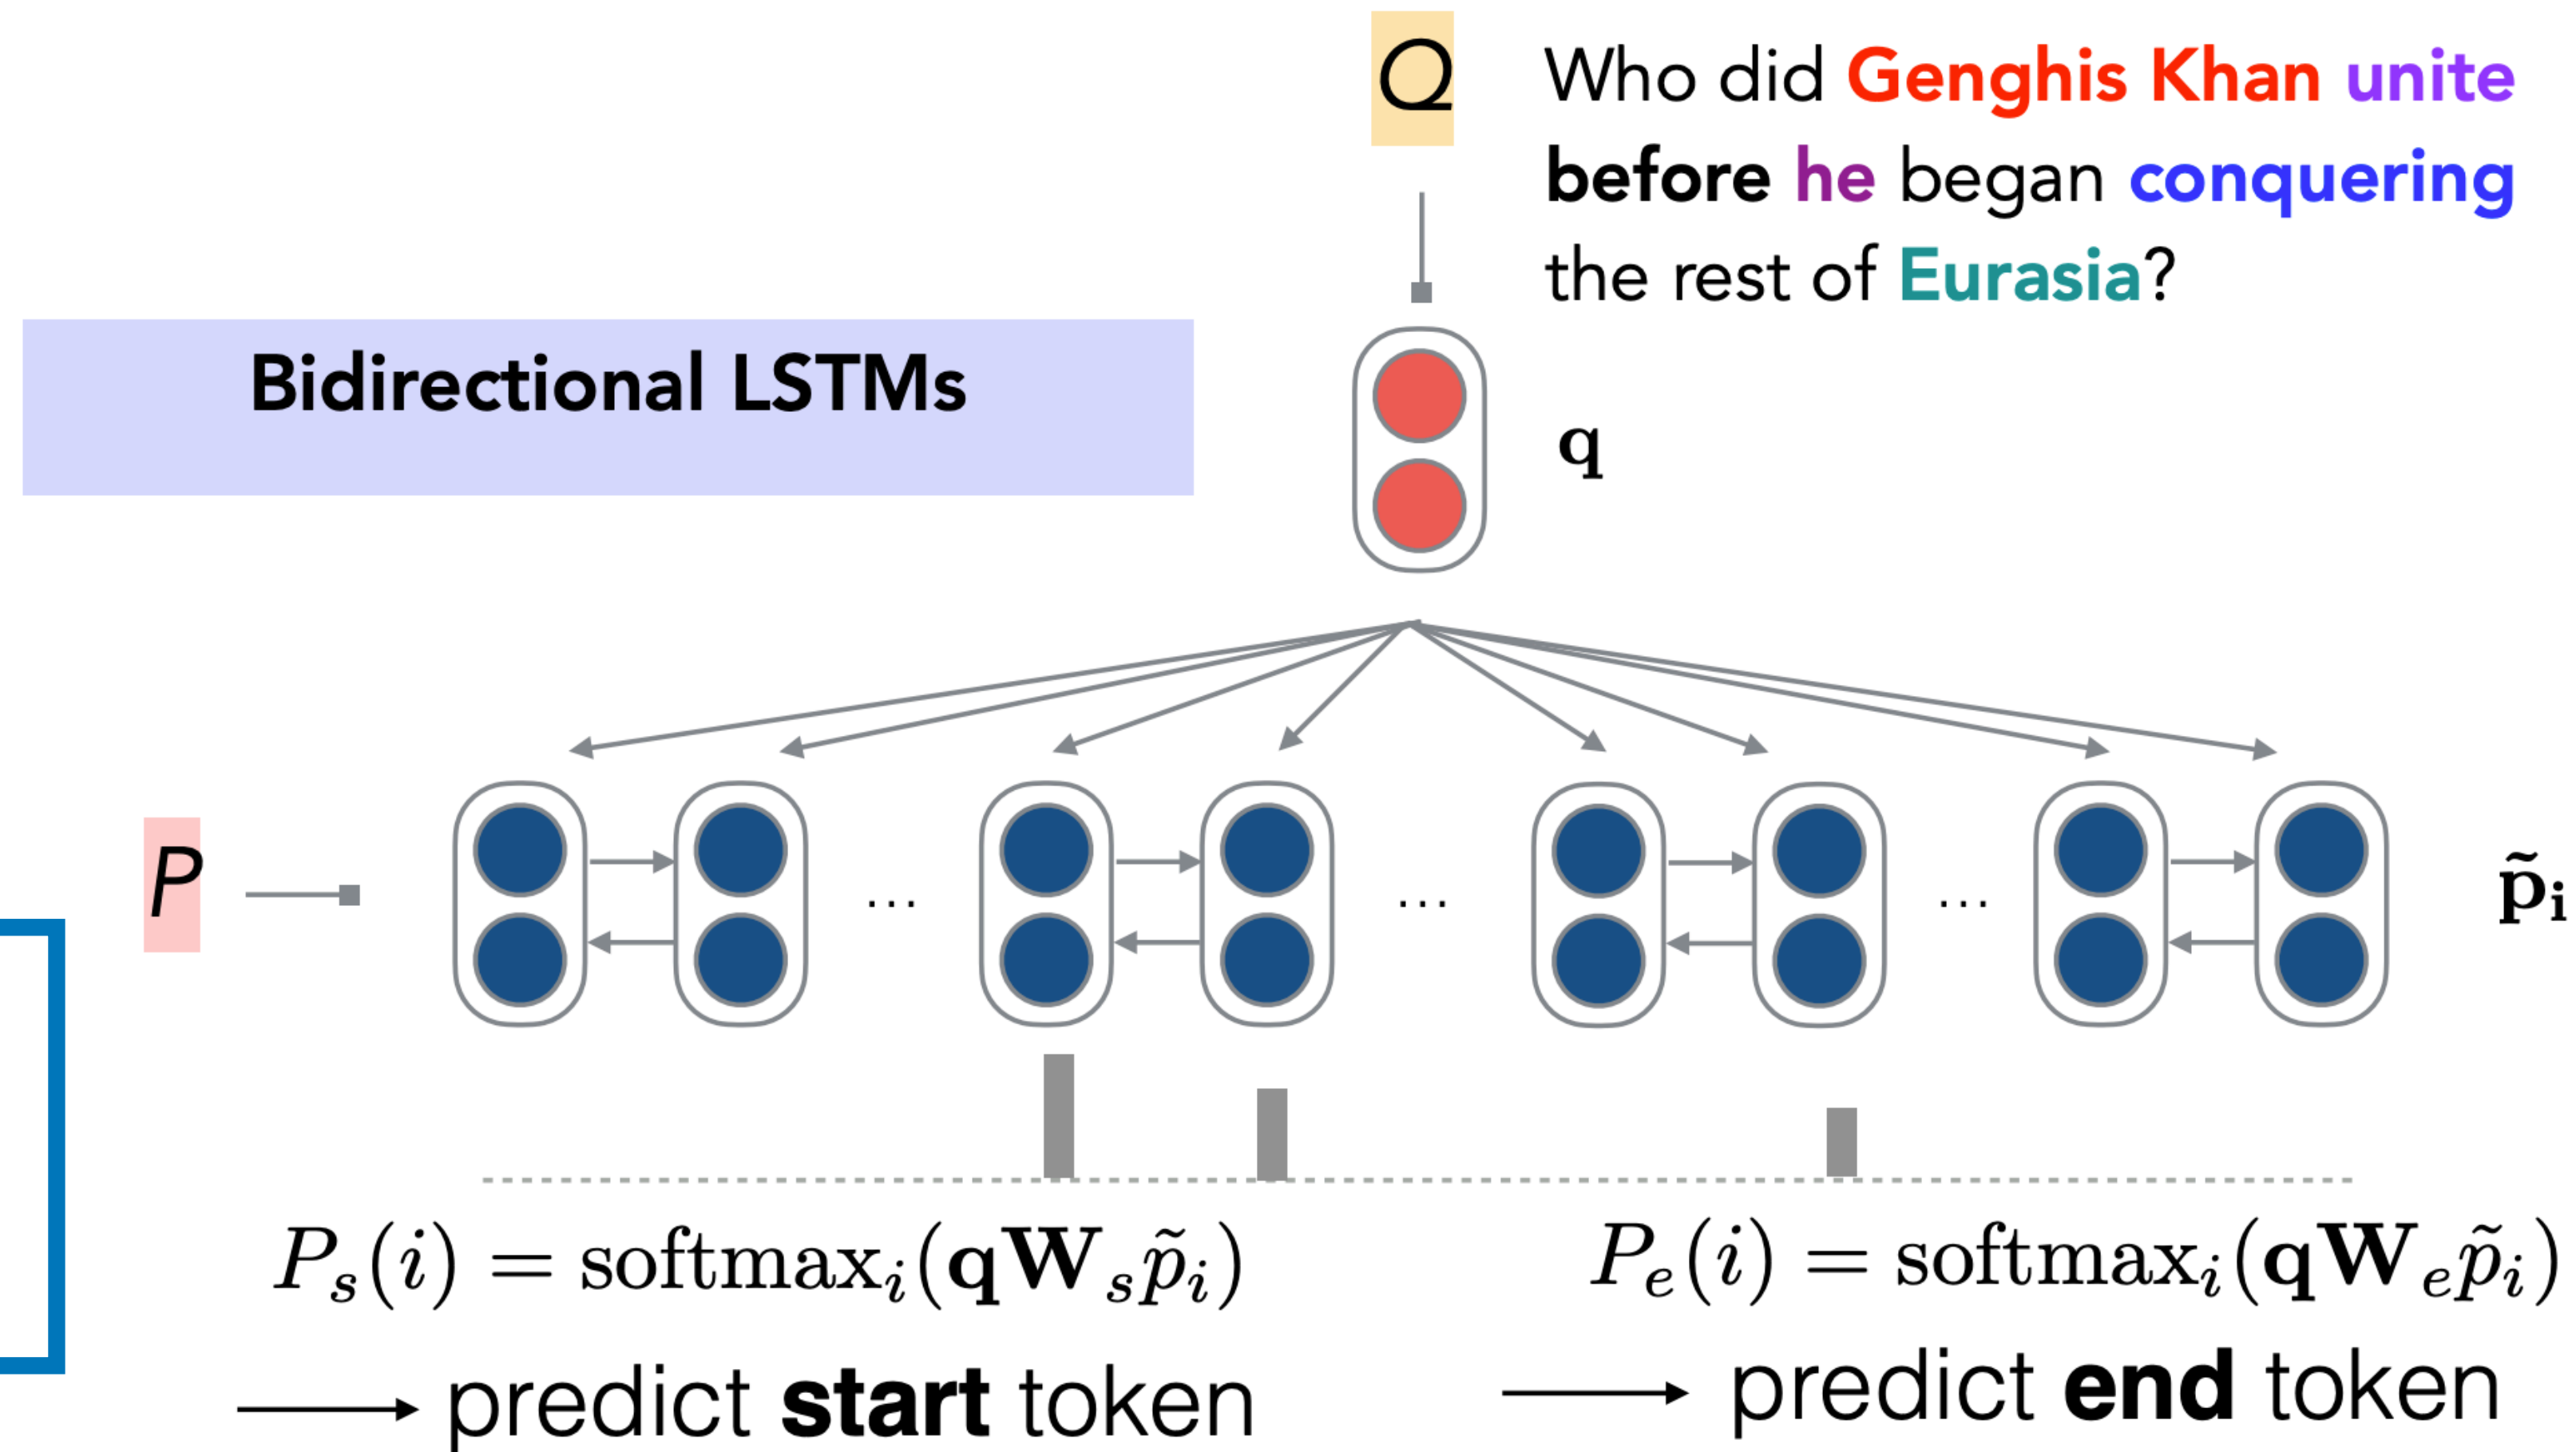 Q
Who did Genghis Khan unite
before he began conquering
the rest of Eurasia?
Bidirectional LSTMs
q
P
... ... ...
p̃ᵢ
Pₛ(i) = softmaxᵢ(qWₛp̃ᵢ)
Pₑ(i) = softmaxᵢ(qWₑp̃ᵢ)
predict start token
predict end token